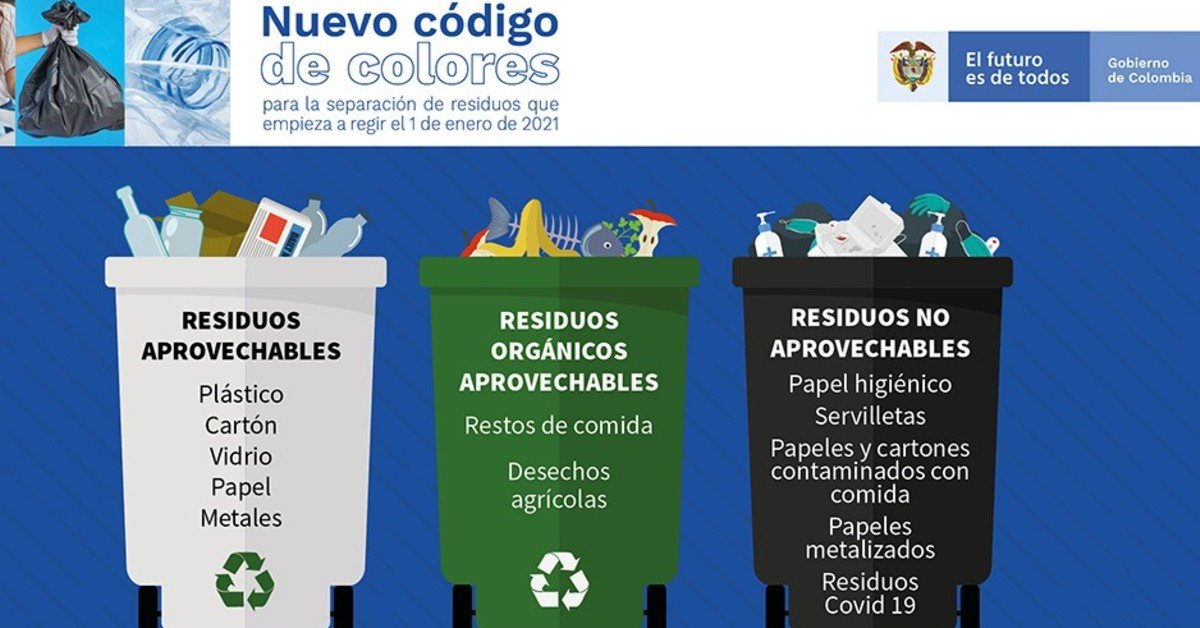 Nuevo código
de colores
para la separación de residuos que
empieza a regir el 1 de enero de 2021
El futuro
es de todos
Gobierno
de Colombia
RESIDUOS
APROVECHABLES
Plástico
Cartón
Vidrio
Papel
Metales
RESIDUOS
ORGÁNICOS
APROVECHABLES
Restos de comida
Desechos
agrícolas
RESIDUOS NO
APROVECHABLES
Papel higiénico
Servilletas
Papeles y cartones
contaminados con
comida
Papeles
metalizados
Residuos
Covid 19